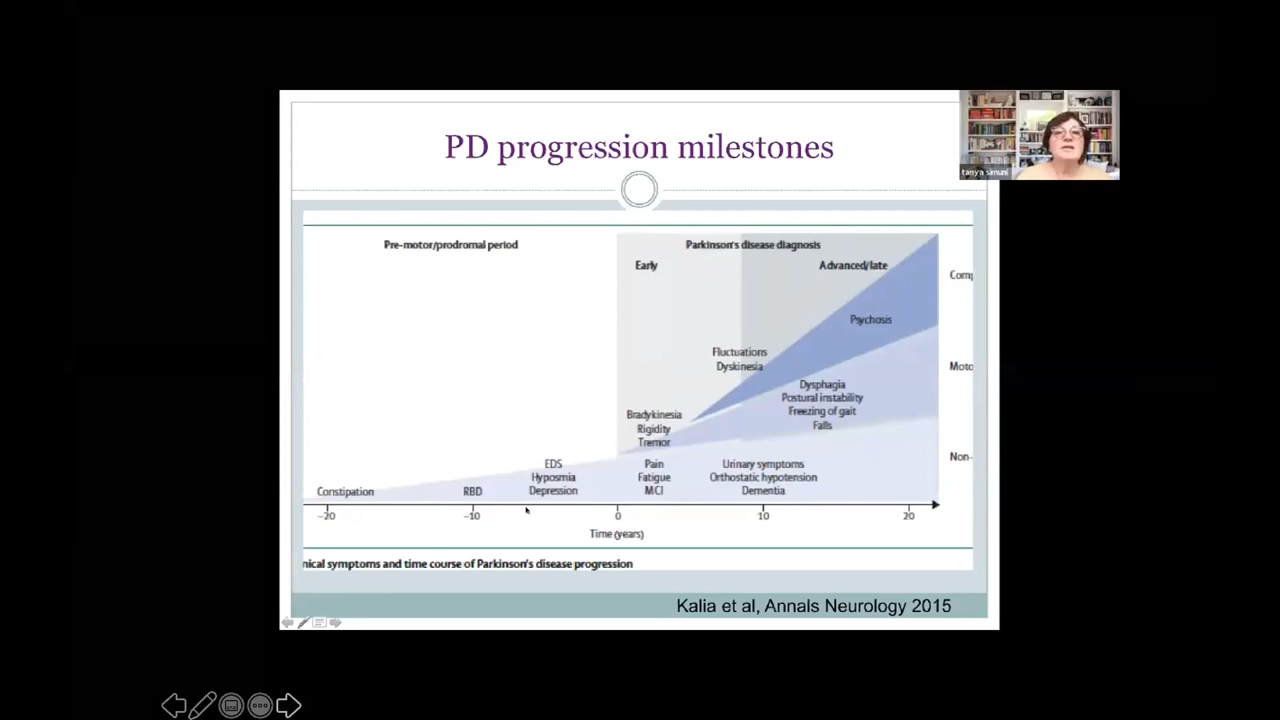 PD progression milestones
tanya simuni
Pre-motor/prodromal period
Parkinson's disease diagnosis
Early
Advanced/late
Comp
Psychosis
Fluctuations
Dyskinesia
Moto
Dysphagia
Postural instability
Freezing of gait
Falls
Bradykinesia
Rigidity
Tremor
Non-
EDS
Hyposmia
Depression
Pain
Fatigue
MCI
Urinary symptoms
Orthostatic hypotension
Dementia
Constipation
RBD
-20
-10
0
10
20
Time (years)
nical symptoms and time course of Parkinson's disease progression
Kalia et al, Annals Neurology 2015